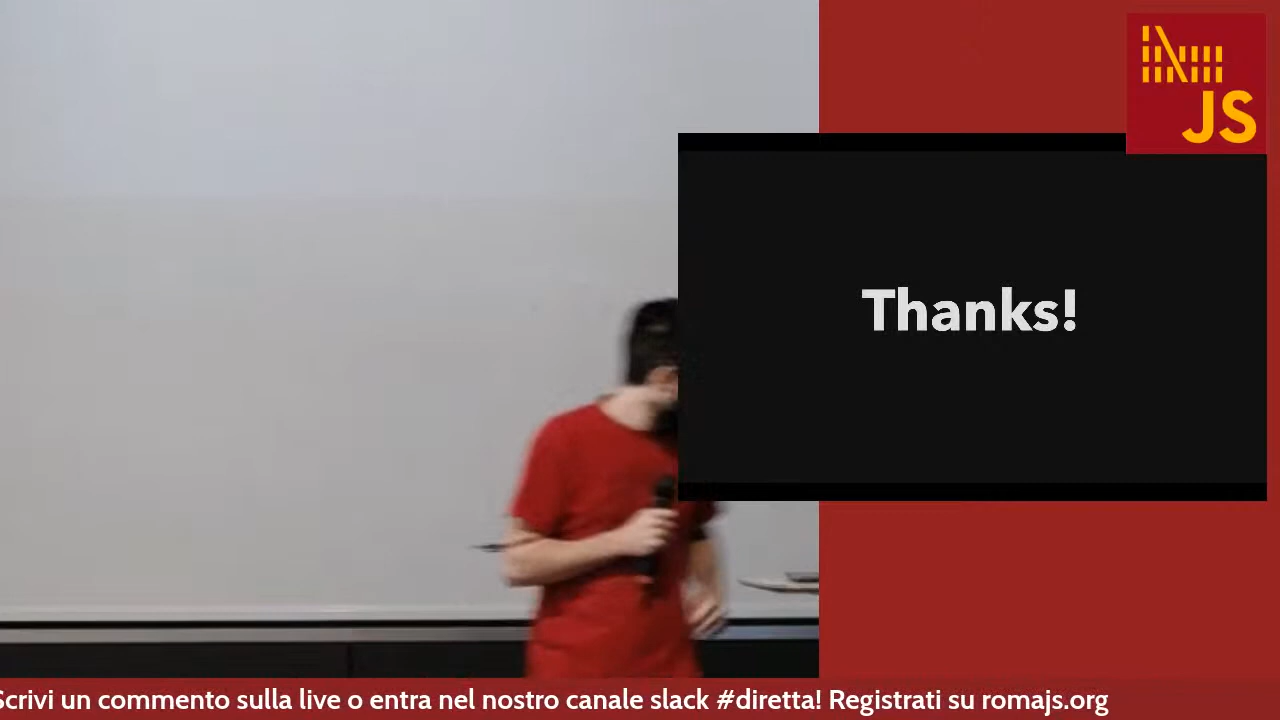 JS
Thanks!
Scrivi un commento sulla live o entra nel nostro canale slack #diretta! Registrati su romajs.org